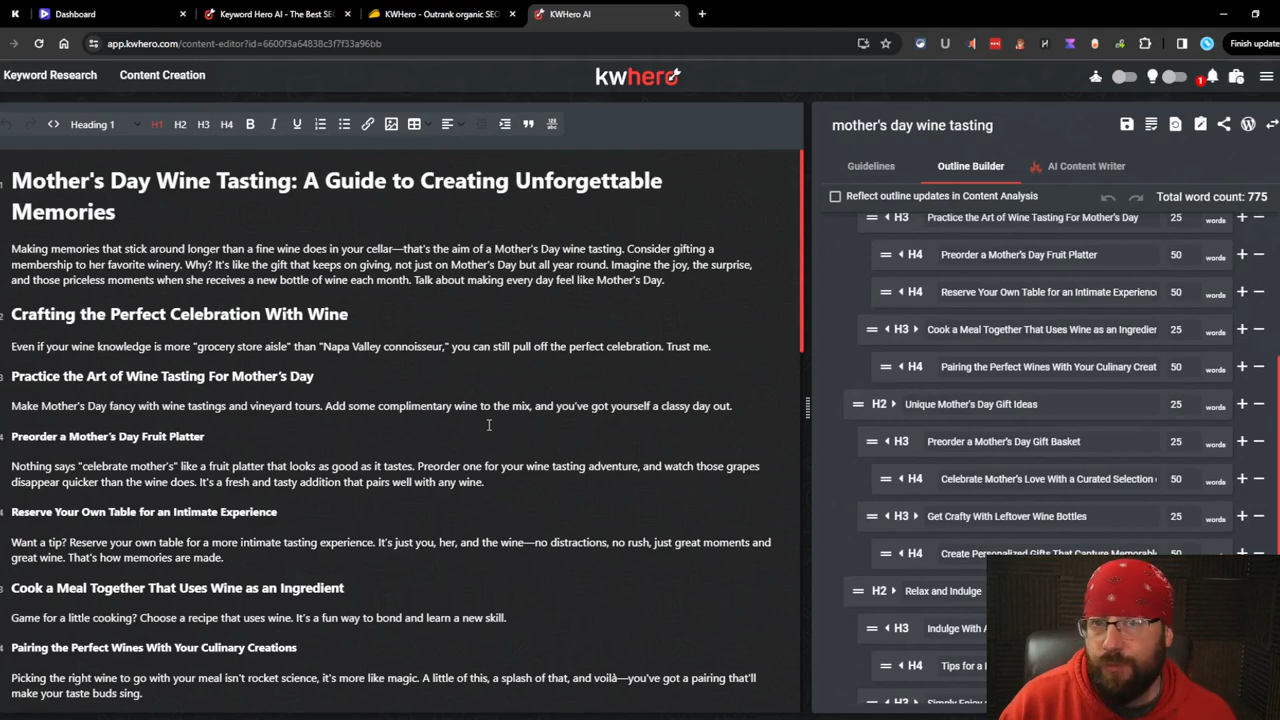 Dashboard
Keyword Hero AI - The Best SE
KWHero - Outrank organic SEO
KWHero AI
app.kwhero.com/content-editor?id=6600f3a64838c3f7f33a96bb
Finish update
Keyword Research
Content Creation
kwhero
1
Heading 1
H1
H2
H3
H4
B
I
U
mother's day wine tasting
Guidelines
Outline Builder
AI Content Writer
Reflect outline updates in Content Analysis
Total word count: 775
Mother's Day Wine Tasting: A Guide to Creating Unforgettable
Memories
Making memories that stick around longer than a fine wine does in your cellar—that's the aim of a Mother's Day wine tasting. Consider gifting a
membership to her favorite winery. Why? It's like the gift that keeps on giving, not just on Mother's Day but all year round. Imagine the joy, the surprise,
and those priceless moments when she receives a new bottle of wine each month. Talk about making every day feel like Mother's Day.
Crafting the Perfect Celebration With Wine
Even if your wine knowledge is more "grocery store aisle" than "Napa Valley connoisseur," you can still pull off the perfect celebration. Trust me.
Practice the Art of Wine Tasting For Mother's Day
Make Mother's Day fancy with wine tastings and vineyard tours. Add some complimentary wine to the mix, and you've got yourself a classy day out.
Preorder a Mother's Day Fruit Platter
Nothing says "celebrate mother's" like a fruit platter that looks as good as it tastes. Preorder one for your wine tasting adventure, and watch those grapes
disappear quicker than the wine does. It's a fresh and tasty addition that pairs well with any wine.
Reserve Your Own Table for an Intimate Experience
Want a tip? Reserve your own table for a more intimate tasting experience. It's just you, her, and the wine—no distractions, no rush, just great moments and
great wine. That's how memories are made.
Cook a Meal Together That Uses Wine as an Ingredient
Game for a little cooking? Choose a recipe that uses wine. It's a fun way to bond and learn a new skill.
Pairing the Perfect Wines With Your Culinary Creations
Picking the right wine to go with your meal isn't rocket science, it's more like magic. A little of this, a splash of that, and voilà—you've got a pairing that'll
make your taste buds sing.
H3 Practice the Art of Wine Tasting For Mother's Day 25 words
H4 Preorder a Mother's Day Fruit Platter 50 words
H4 Reserve Your Own Table for an Intimate Experience 50 words
H3 Cook a Meal Together That Uses Wine as an Ingredier 25 words
H4 Pairing the Perfect Wines With Your Culinary Creat 50 words
H2 Unique Mother's Day Gift Ideas 25 words
H3 Preorder a Mother's Day Gift Basket 25 words
H4 Celebrate Mother's Love With a Curated Selection 50 words
H3 Get Crafty With Leftover Wine Bottles 25 words
H4 Create Personalized Gifts That Capture Memorabl 50
H2 Relax and Indulge
H3 Indulge With A
H4 Tips for a
H3 Simply Enjoy